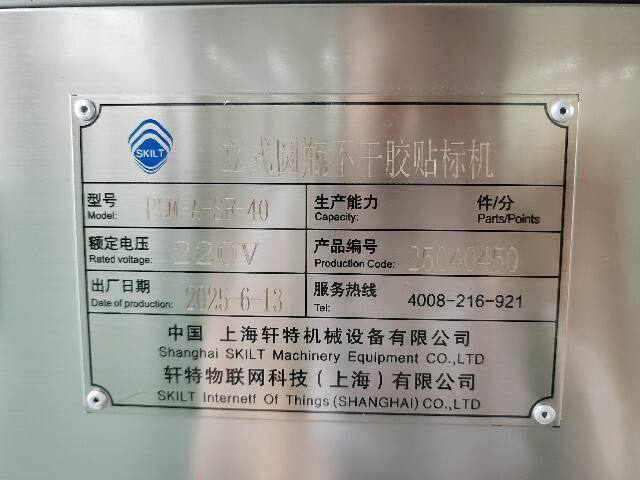 SKILT
立式圆瓶不干胶贴标机
型号 生产能力 件/分
Model: Capacity: Parts/Points
额定电压 220V 产品编号 25040450
Rated voltage: Production Code:
出厂日期 2025-6-13 服务热线 4008-216-921
Date of production: Tel:
中国 上海轩特机械设备有限公司
Shanghai SKILT Machinery Equipment CO.,LTD
轩特物联网科技（上海）有限公司
SKILT Internetf Of Things(SHANGHAI)CO.,LTD